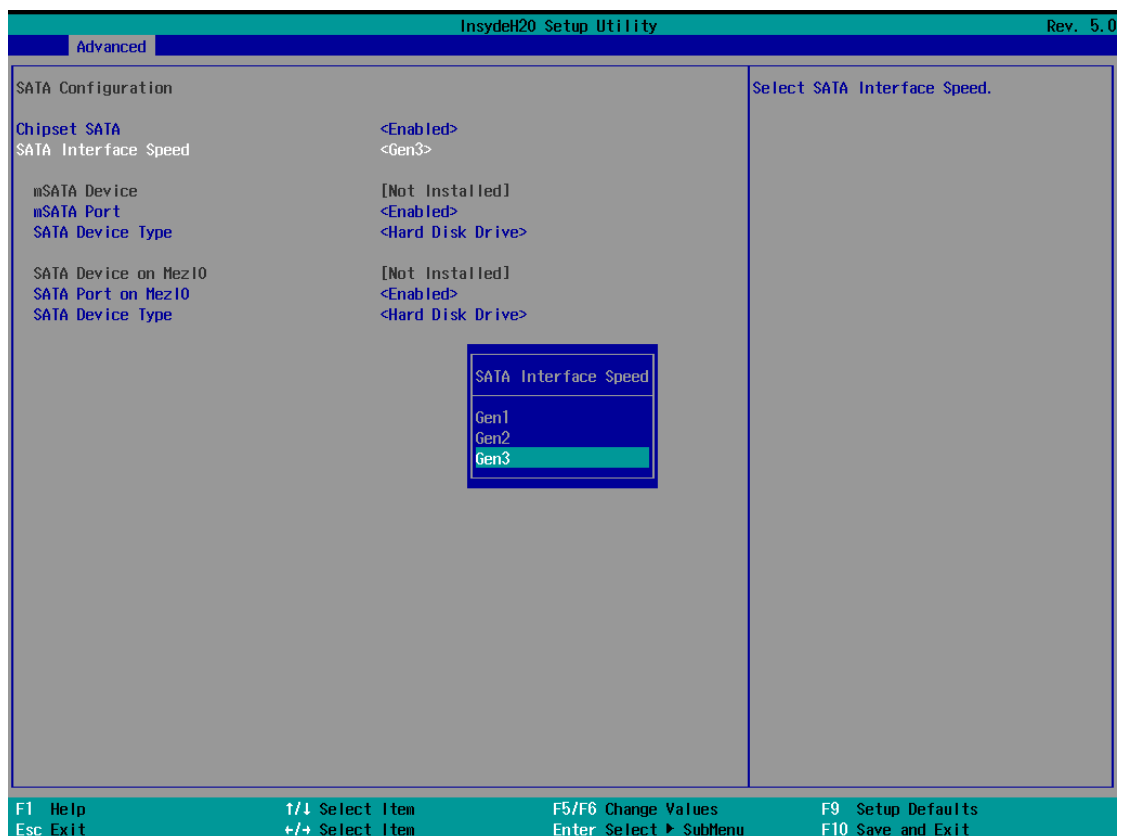 InsydeH2O Setup Utility Rev. 5.0
Advanced
SATA Configuration
Select SATA Interface Speed.
Chipset SATA <Enabled>
SATA Interface Speed <Gen3>
mSATA Device [Not Installed]
mSATA Port <Enabled>
SATA Device Type <Hard Disk Drive>
SATA Device on MezIO [Not Installed]
SATA Port on MezIO <Enabled>
SATA Device Type <Hard Disk Drive>
SATA Interface Speed
Gen1
Gen2
Gen3
F1 Help ↑/↓ Select Item F5/F6 Change Values F9 Setup Defaults
Esc Exit ←/→ Select Item Enter Select ▶ SubMenu F10 Save and Exit